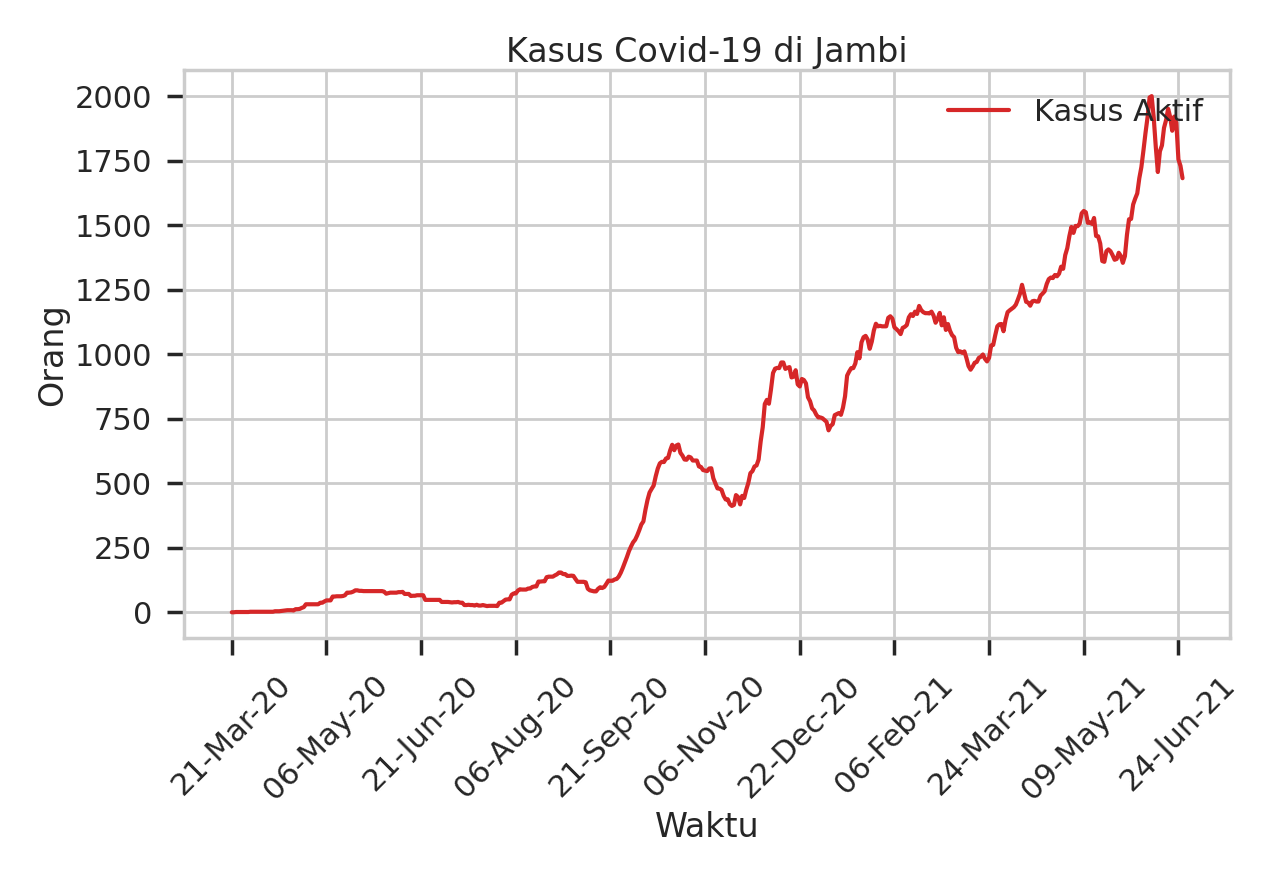 Kasus Covid-19 di Jambi
Kasus Aktif
2000
1750
1500
1250
1000
750
500
250
0
Orang
21-Mar-20
06-May-20
21-Jun-20
06-Aug-20
21-Sep-20
06-Nov-20
22-Dec-20
06-Feb-21
24-Mar-21
09-May-21
24-Jun-21
Waktu